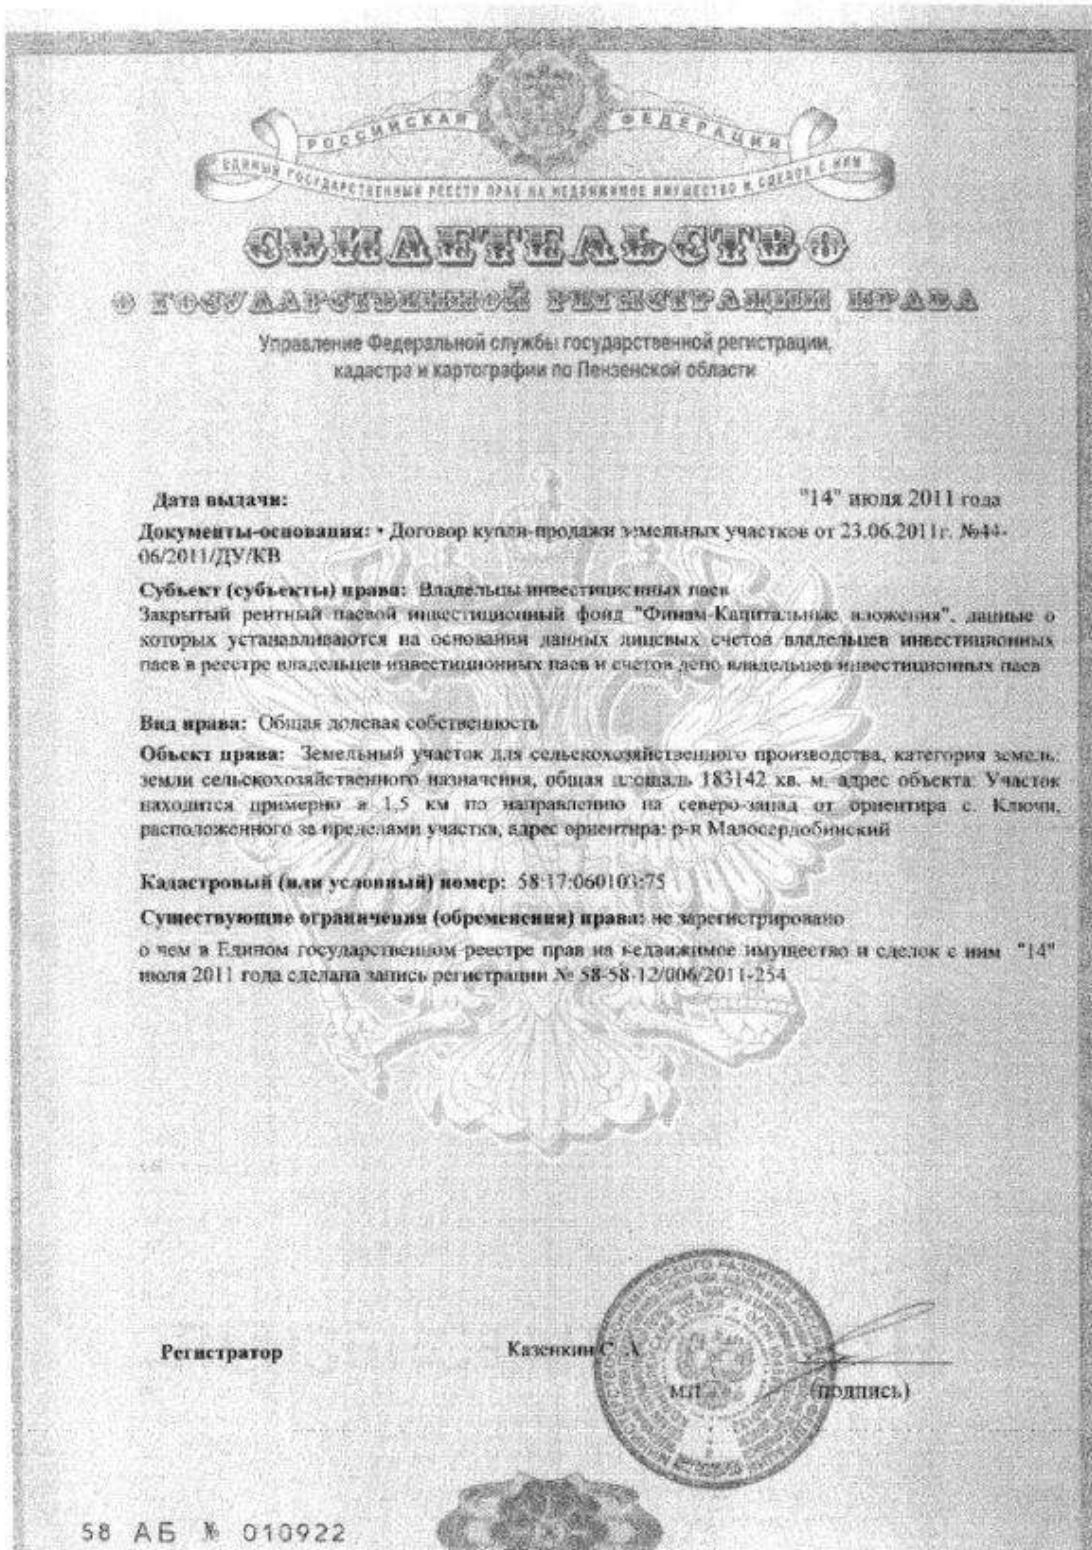 РОССИЙСКАЯ ФЕДЕРАЦИЯ
ЕДИНЫЙ ГОСУДАРСТВЕННЫЙ РЕЕСТР ПРАВ НА НЕДВИЖИМОЕ ИМУЩЕСТВО И СДЕЛОК С НИМ
СВИДЕТЕЛЬСТВО
О ГОСУДАРСТВЕННОЙ РЕГИСТРАЦИИ ПРАВА
Управление Федеральной службы государственной регистрации,
кадастра и картографии по Пензенской области
Дата выдачи: "14" июля 2011 года
Документы-основания: • Договор купли-продажи земельных участков от 23.06.2011г. №44-
06/2011/ДУ/КВ
Субъект (субъекты) права: Владельцы инвестиционных паев
Закрытый рентный паевой инвестиционный фонд "Финам-Капитальные вложения", данные о
которых устанавливаются на основании данных лицевых счетов владельцев инвестиционных
паев в реестре владельцев инвестиционных паев и счетов депо владельцев инвестиционных паев
Вид права: Общая долевая собственность
Объект права: Земельный участок для сельскохозяйственного производства, категория земель:
земли сельскохозяйственного назначения, общая площадь 183142 кв. м, адрес объекта: Участок
находится примерно в 1,5 км по направлению на северо-запад от ориентира с. Ключи,
расположенного за пределами участка, адрес ориентира: р-н Малосердобинский
Кадастровый (или условный) номер: 58:17:060103:75
Существующие ограничения (обременения) права: не зарегистрировано
о чем в Едином государственном реестре прав на недвижимое имущество и сделок с ним "14"
июля 2011 года сделана запись регистрации № 58-58-12/006/2011-254
Регистратор Казенкин С. А.
М.П. (подпись)
58 АБ № 010922